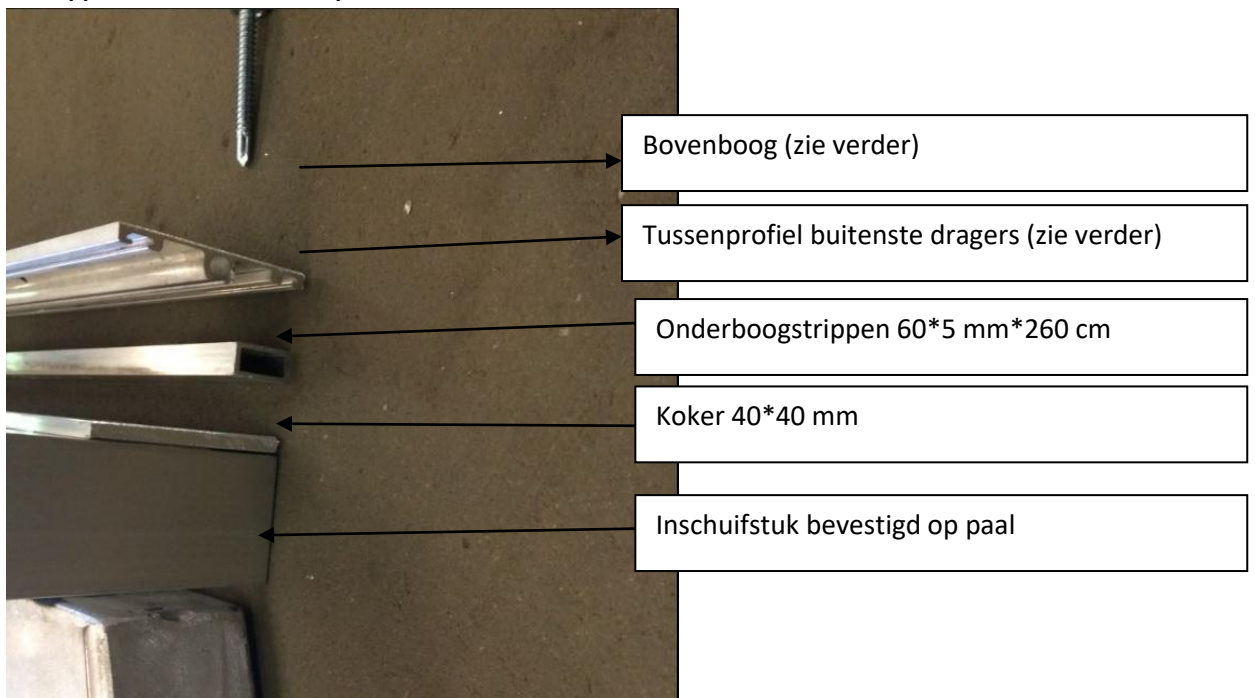 Bovenboog (zie verder)
Tussenprofiel buitenste dragers (zie verder)
Onderboogstrippen 60*5 mm*260 cm
Koker 40*40 mm
Inschuifstuk bevestigd op paal